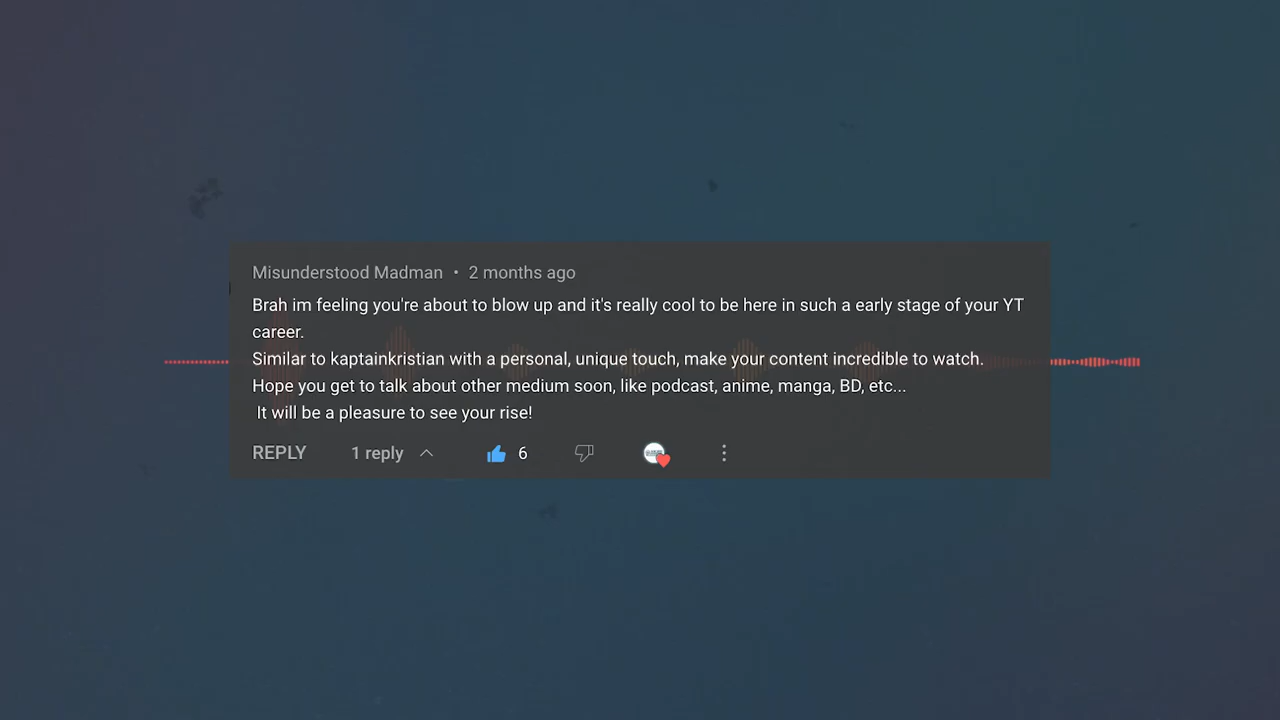 Misunderstood Madman • 2 months ago
Brah im feeling you're about to blow up and it's really cool to be here in such a early stage of your YT
career.
Similar to kaptainkristian with a personal, unique touch, make your content incredible to watch.
Hope you get to talk about other medium soon, like podcast, anime, manga, BD, etc...
It will be a pleasure to see your rise!
REPLY 1 reply 6